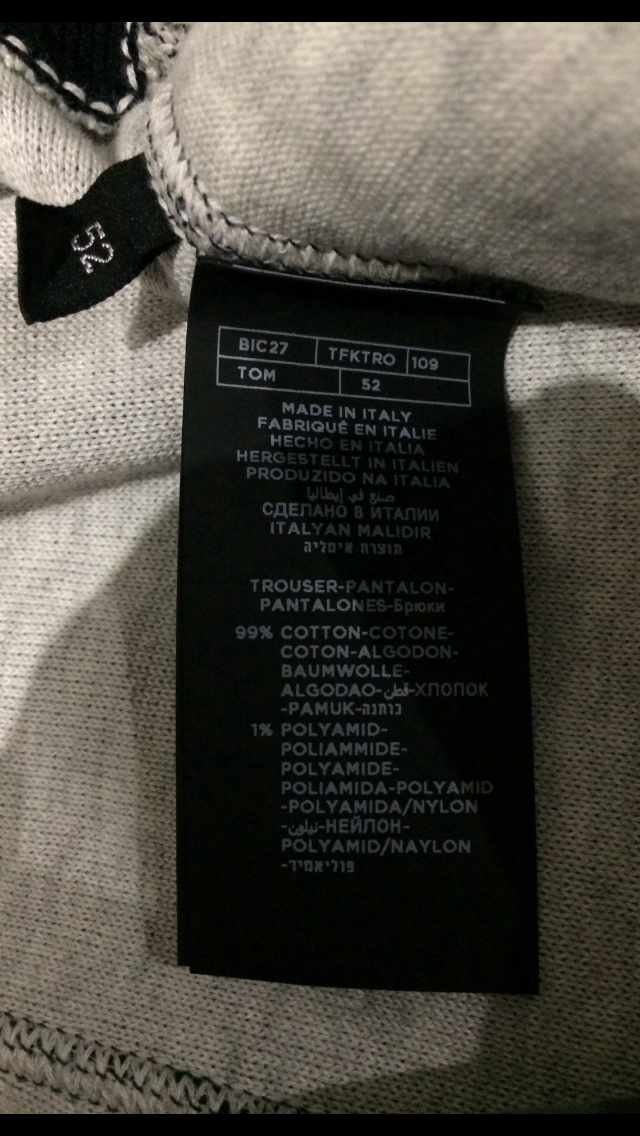 52
BIC27 TFKTRO 109
TOM 52
MADE IN ITALY
FABRIQUÉ EN ITALIE
HECHO EN ITALIA
HERGESTELLT IN ITALIEN
PRODUZIDO NA ITALIA
صنع في إيطاليا
СДЕЛАНО В ИТАЛИИ
ITALYAN MALIDIR
תוצרת איטליה
TROUSER-PANTALON-
PANTALONES-Брюки
99% COTTON-COTONE-
COTON-ALGODON-
BAUMWOLLE-
ALGODAO-قطن-ХЛОПОК
-PAMUK-כותנה
1% POLYAMID-
POLIAMMIDE-
POLYAMIDE-
POLIAMIDA-POLYAMID
-POLYAMIDA/NYLON
-نيلون-НЕЙЛОН-
POLYAMID/NAYLON
-פוליאמיד